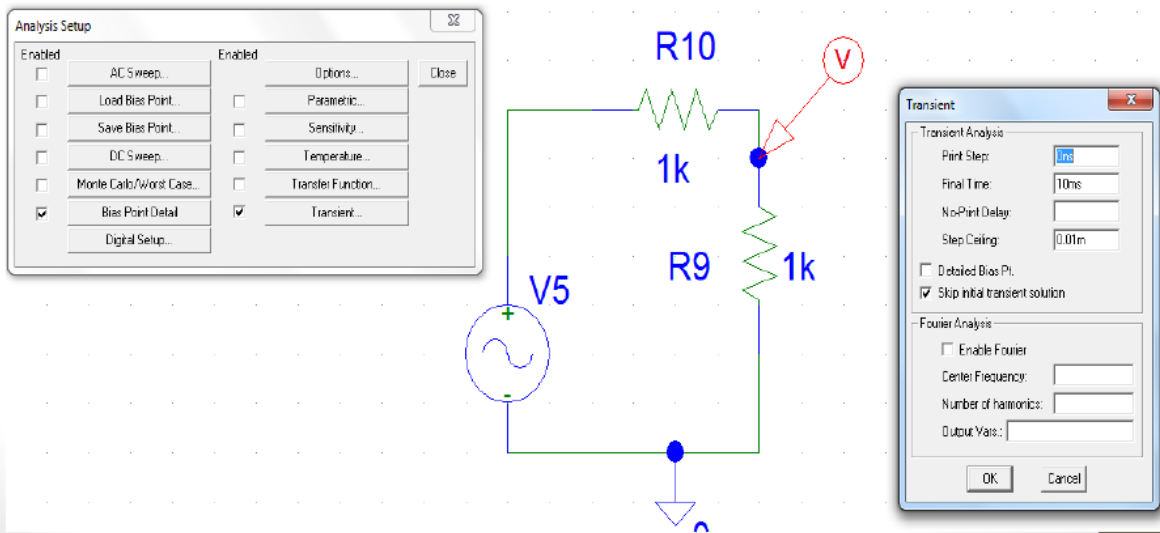 Analysis Setup
Enabled
Enabled
AC Sweep...
Options...
Close
Load Bias Point...
Parametric...
Save Bias Point...
Sensitivity...
DC Sweep...
Temperature...
Monte Carlo/Worst Case...
Transfer Function...
Bias Point Detail
Transient...
Digital Setup...
R10
1k
V
R9
1k
V5
+
-
0
Transient
Transient Analysis
Print Step: 0ns
Final Time: 10ms
No-Print Delay:
Step Ceiling: 0.01m
Detailed Bias Pt.
Skip initial transient solution
Fourier Analysis
Enable Fourier
Center Frequency:
Number of harmonics:
Output Vars.:
OK
Cancel